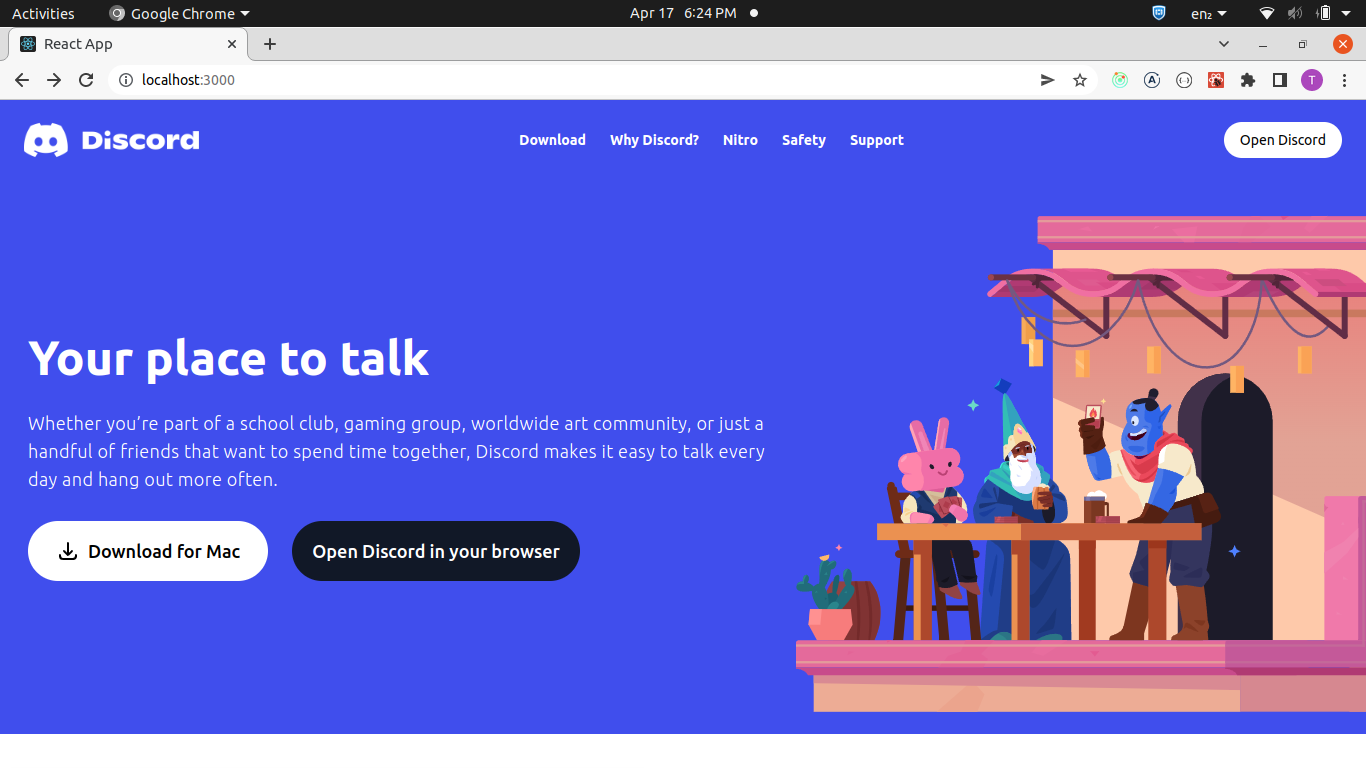 Activities
Google Chrome
Apr 17 6:24 PM
en₂
React App
localhost:3000
T
Discord
Download
Why Discord?
Nitro
Safety
Support
Open Discord
Your place to talk
Whether you’re part of a school club, gaming group, worldwide art community, or just a
handful of friends that want to spend time together, Discord makes it easy to talk every
day and hang out more often.
Download for Mac
Open Discord in your browser